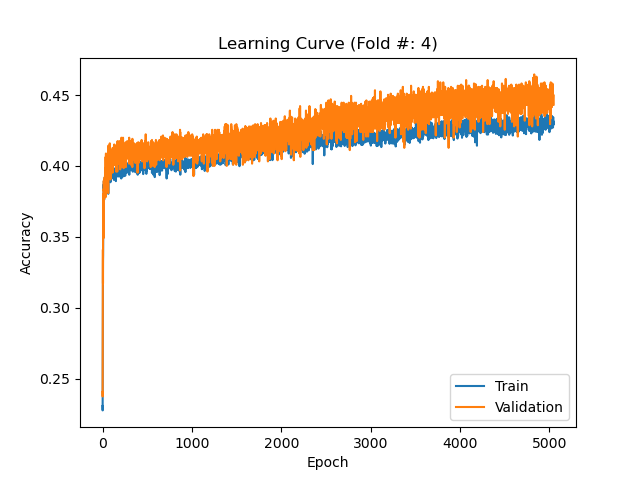 Learning Curve (Fold #: 4)
Accuracy
0.45
0.40
0.35
0.30
0.25
0 1000 2000 3000 4000 5000
Epoch
Train
Validation